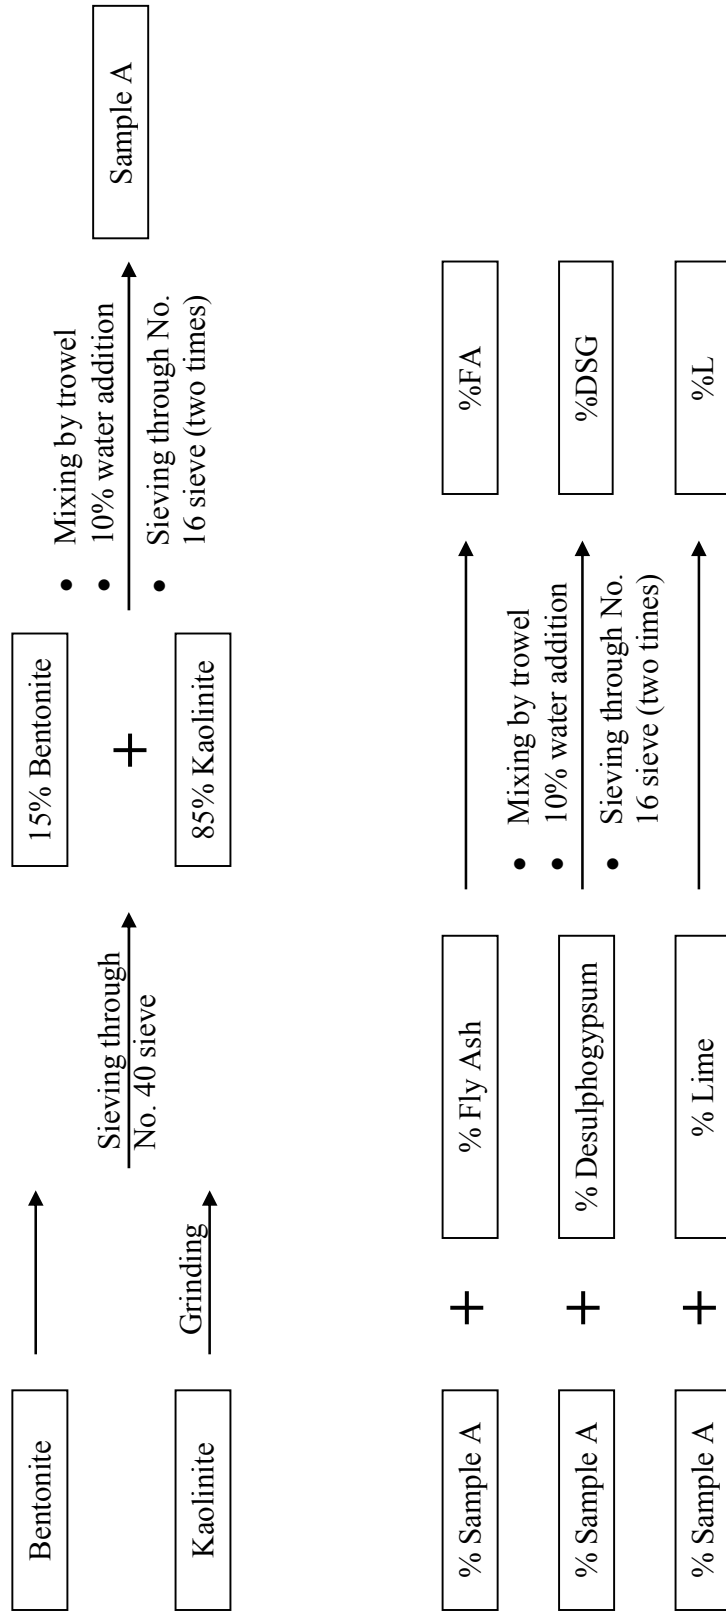 Bentonite
Kaolinite
Grinding
Sieving through
No. 40 sieve
15% Bentonite
+
85% Kaolinite
• Mixing by trowel
• 10% water addition
• Sieving through No.
16 sieve (two times)
Sample A
% Sample A
+
% Fly Ash
% Sample A
+
% Desulphogypsum
% Sample A
+
% Lime
• Mixing by trowel
• 10% water addition
• Sieving through No.
16 sieve (two times)
%FA
%DSG
%L